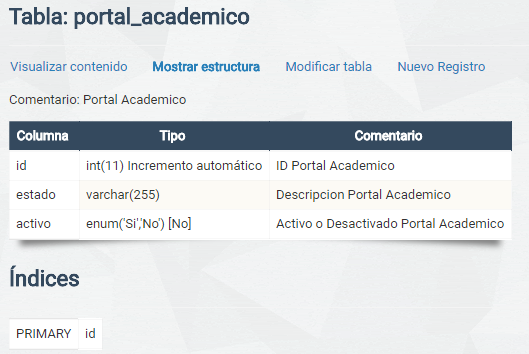 Tabla: portal_academico
Visualizar contenido Mostrar estructura Modificar tabla Nuevo Registro
Comentario: Portal Academico
Columna Tipo Comentario
id int(11) Incremento automático ID Portal Academico
estado varchar(255) Descripcion Portal Academico
activo enum('Si','No') [No] Activo o Desactivado Portal Academico
Índices
PRIMARY id